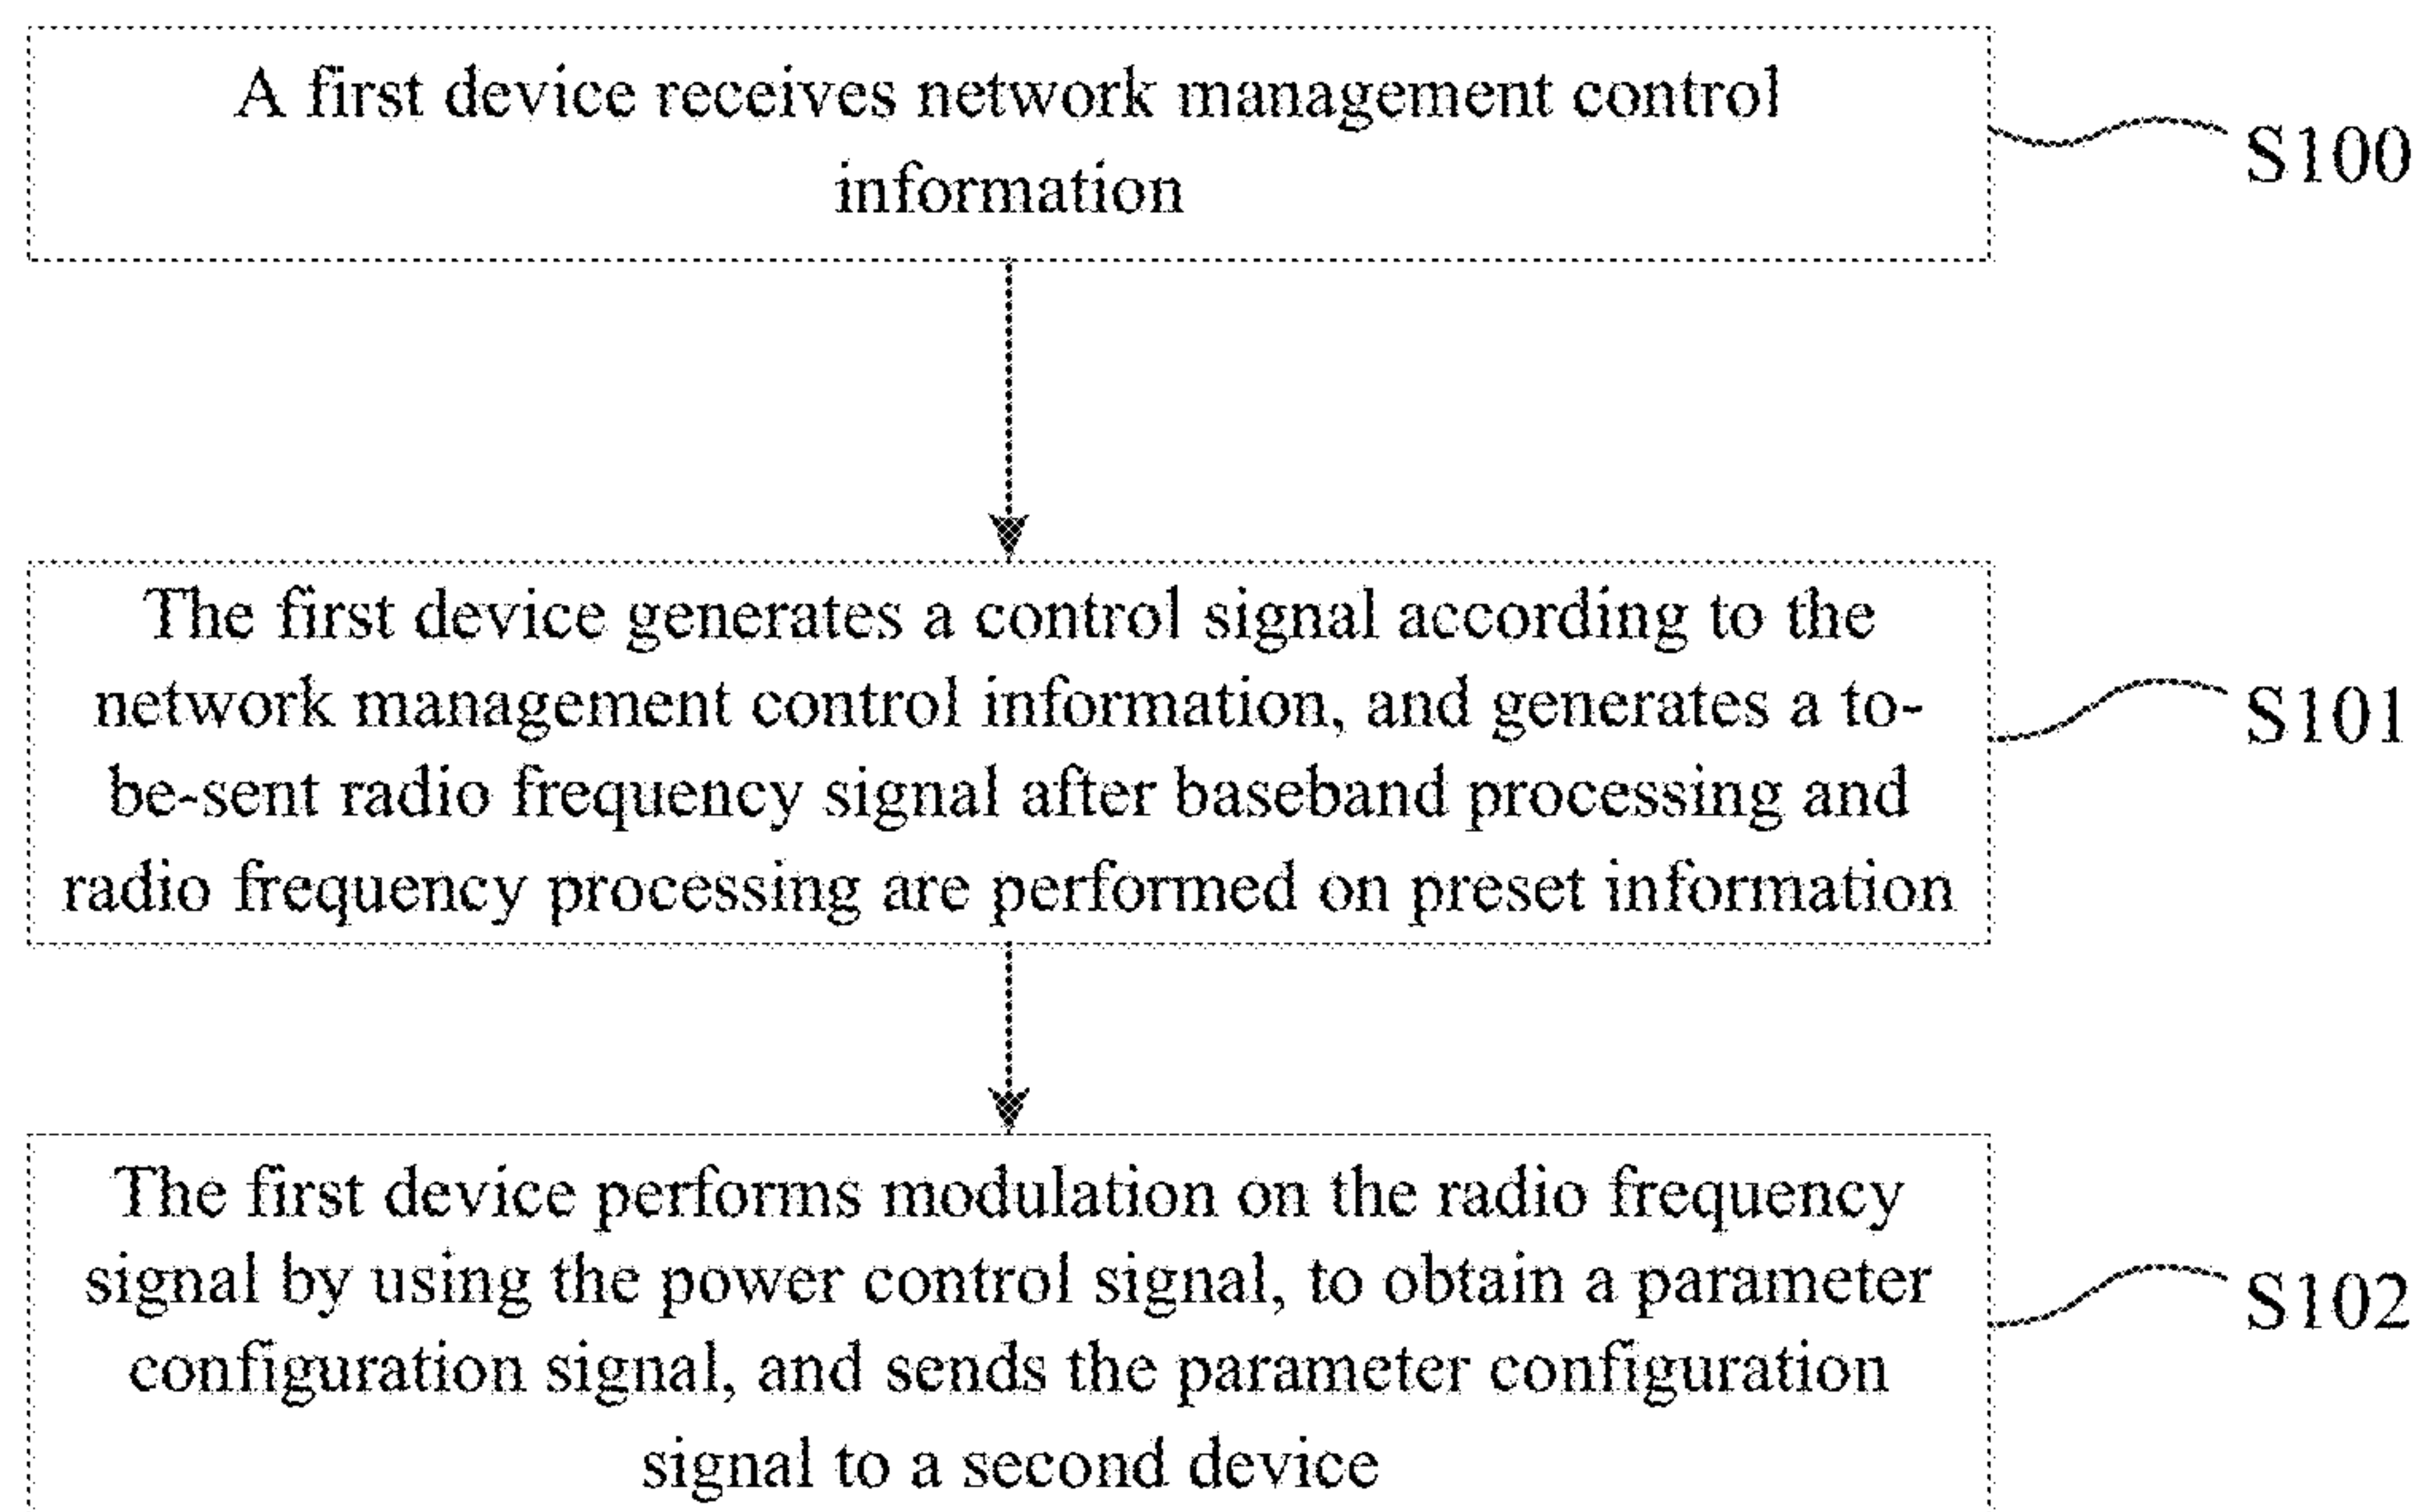 A first device receives network management control
information
S100
The first device generates a control signal according to the
network management control information, and generates a to-
be-sent radio frequency signal after baseband processing and
radio frequency processing are performed on preset information
S101
The first device performs modulation on the radio frequency
signal by using the power control signal, to obtain a parameter
configuration signal, and sends the parameter configuration
signal to a second device
S102